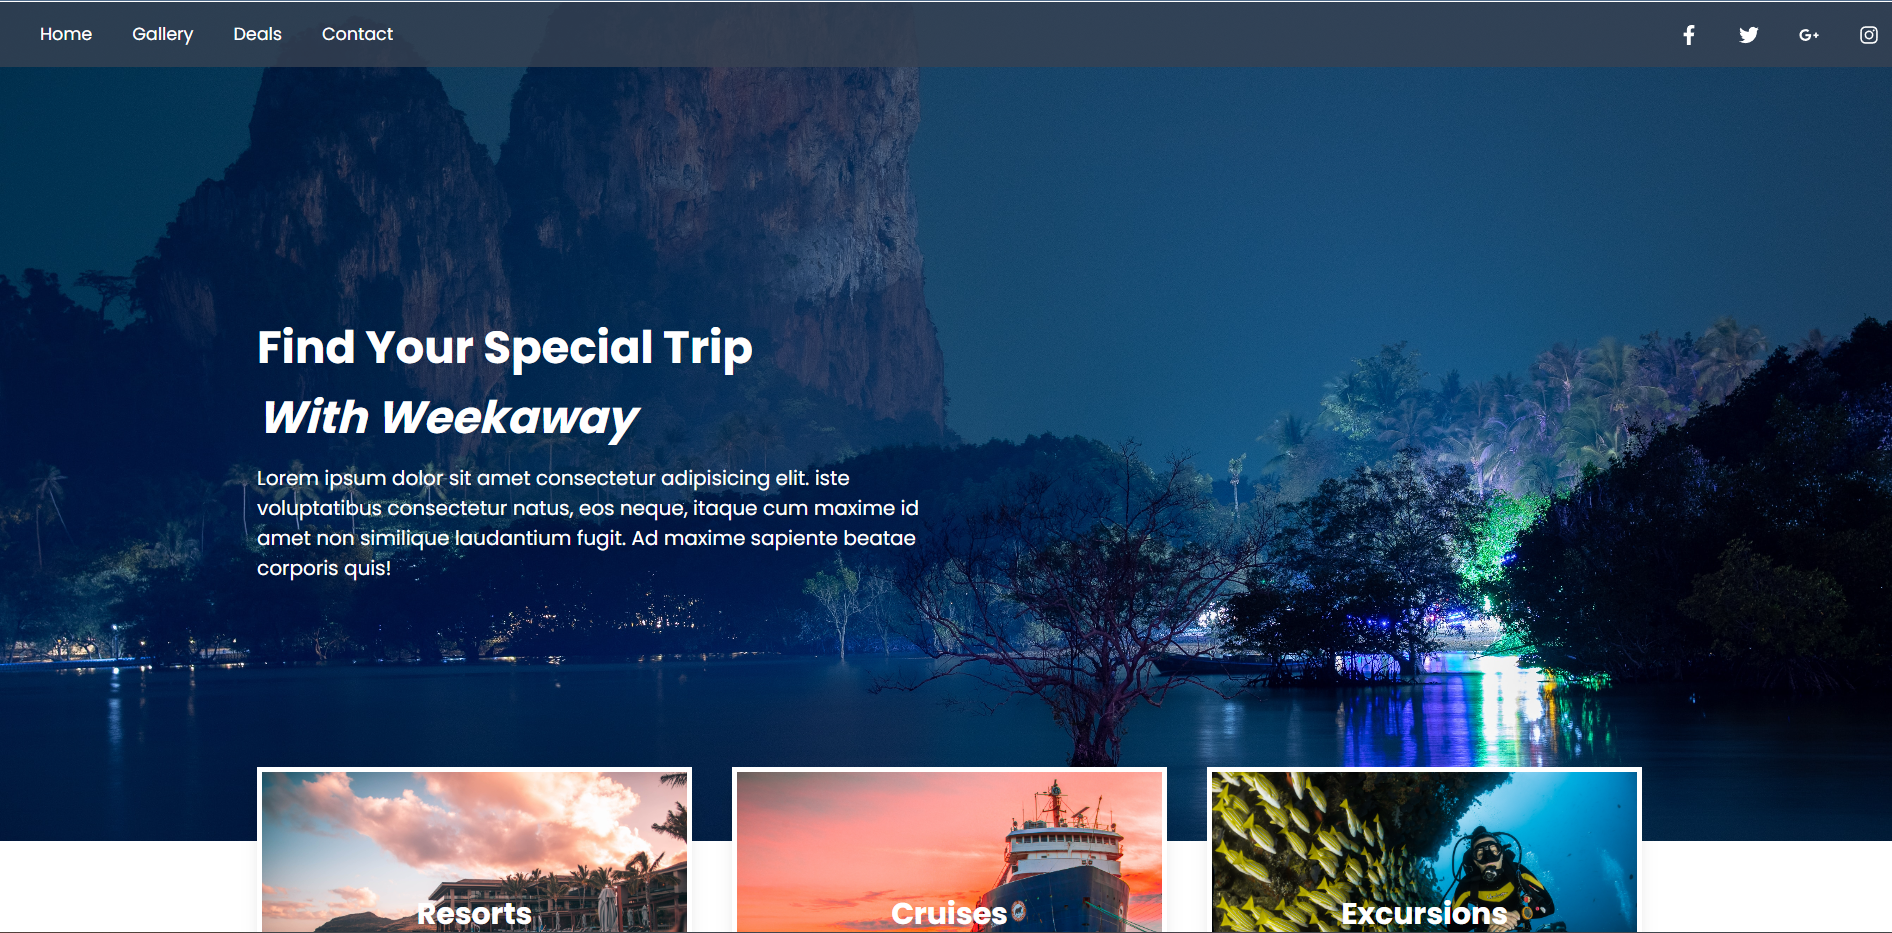 Home Gallery Deals Contact G+
Find Your Special Trip
With Weekaway
Lorem ipsum dolor sit amet consectetur adipisicing elit. iste
voluptatibus consectetur natus, eos neque, itaque cum maxime id
amet non similique laudantium fugit. Ad maxime sapiente beatae
corporis quis!
Resorts Cruises Excursions